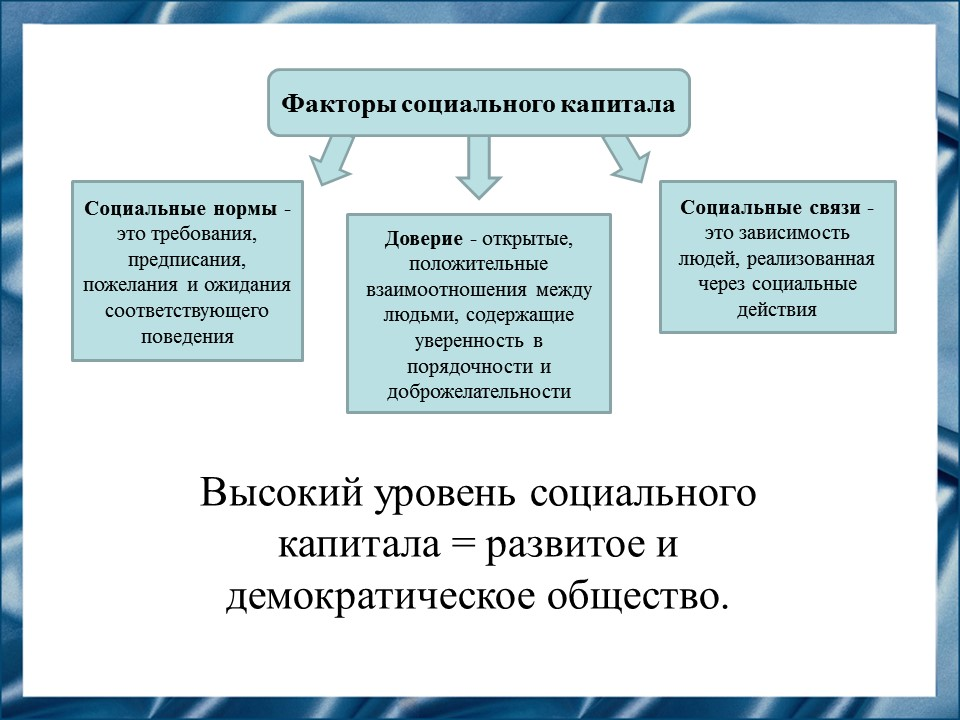 Факторы социального капитала
Социальные нормы -
это требования,
предписания,
пожелания и ожидания
соответствующего
поведения
Доверие - открытые,
положительные
взаимоотношения между
людьми, содержащие
уверенность в
порядочности и
доброжелательности
Социальные связи -
это зависимость
людей, реализованная
через социальные
действия
Высокий уровень социального
капитала = развитое и
демократическое общество.